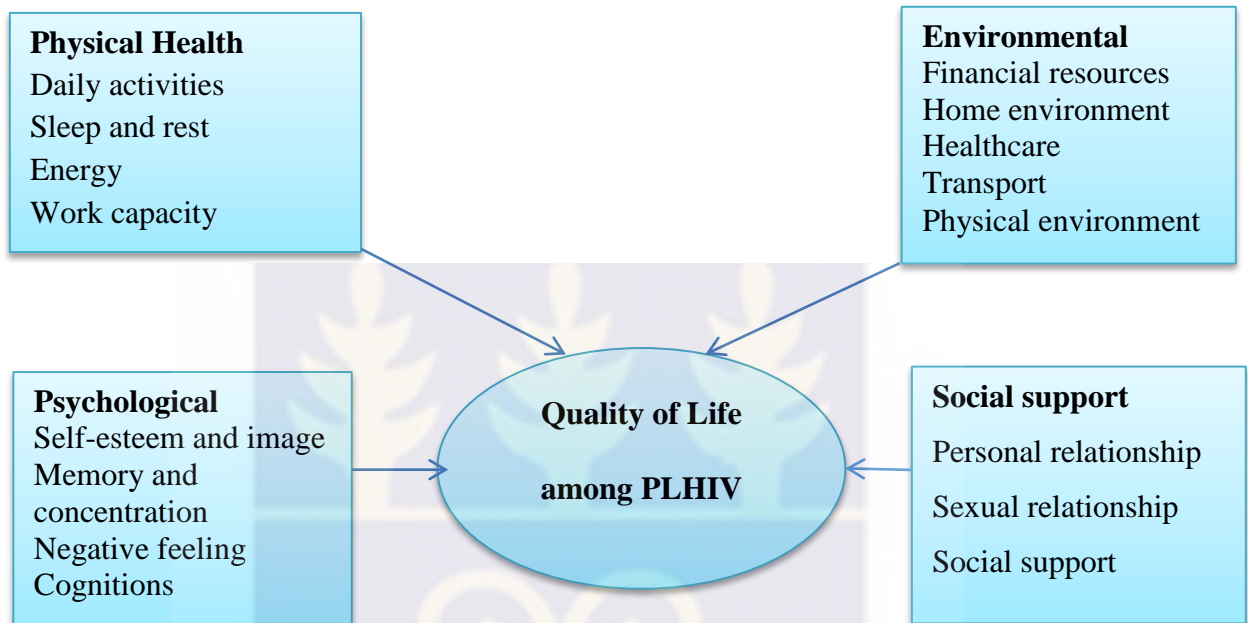 Physical Health
Daily activities
Sleep and rest
Energy
Work capacity
Environmental
Financial resources
Home environment
Healthcare
Transport
Physical environment
Psychological
Self-esteem and image
Memory and
concentration
Negative feeling
Cognitions
Quality of Life
among PLHIV
Social support
Personal relationship
Sexual relationship
Social support